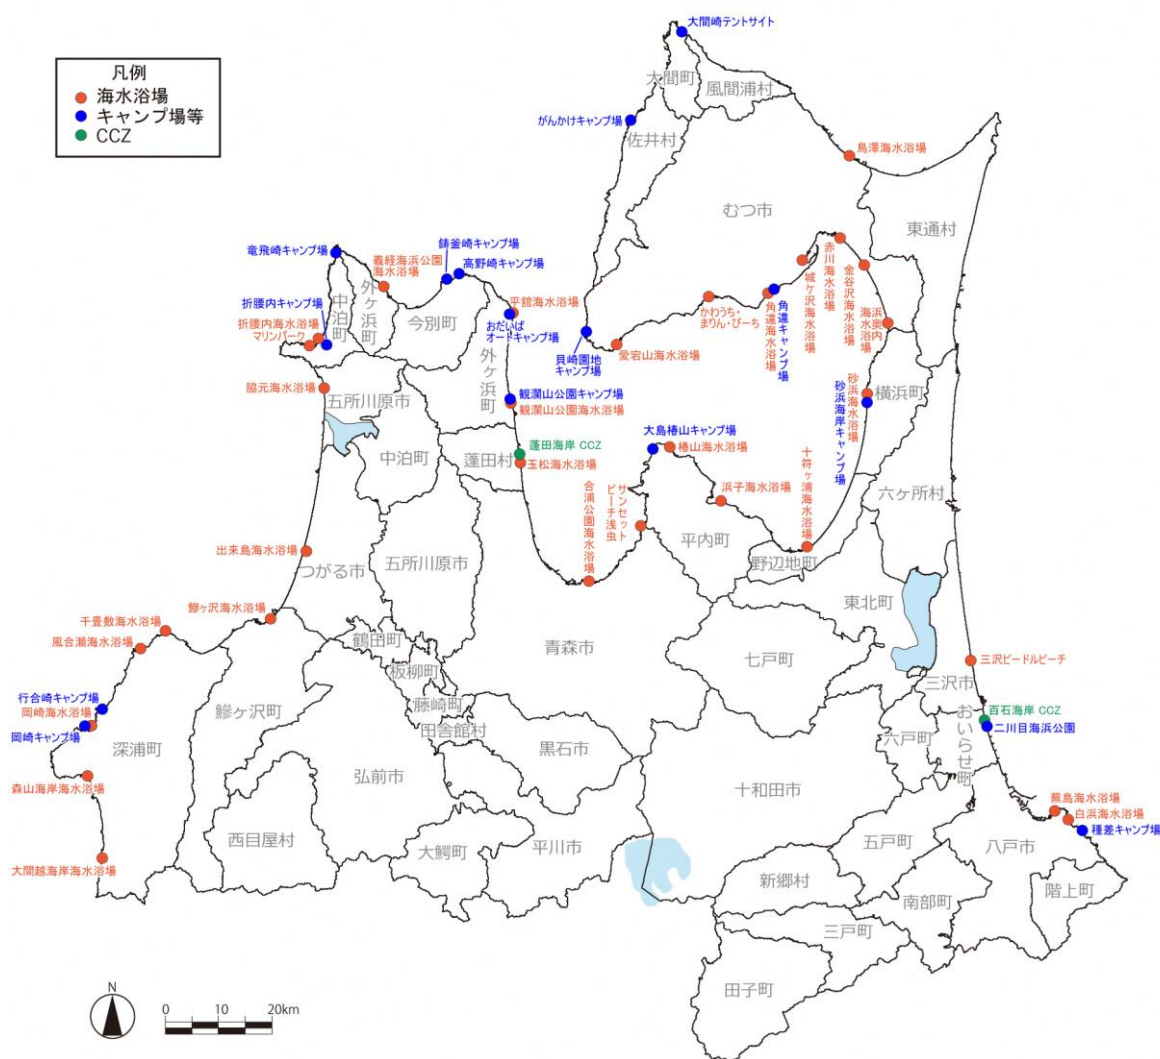 凡例
海水浴場
キャンプ場等
CCZ
大間崎テントサイト
大間町
風間浦村
がんかけキャンプ場
佐井村
鳥澤海水浴場
むつ市
東通村
竜飛崎キャンプ場
義経海浜公園
海水浴場
鋳釜崎キャンプ場
高野崎キャンプ場
赤川海水浴場
金谷沢海水浴場
城ケ沢海水浴場
折腰内キャンプ場
中泊町
外ヶ浜町
今別町
平舘海水浴場
おだいば
オートキャンプ場
かわうち・
まりん・びーち
角違海水浴場
角違キャンプ場
浜奥内
海水浴場
折腰内海水浴場
マリンパーク
外ヶ浜町
貝崎園地
キャンプ場
愛宕山海水浴場
脇元海水浴場
五所川原市
観瀾山公園キャンプ場
観瀾山公園海水浴場
砂浜海水浴場
砂浜海岸キャンプ場
横浜町
中泊町
蓬田村
蓬田海岸 CCZ
玉松海水浴場
大島椿山キャンプ場
椿山海水浴場
浜子海水浴場
十符ヶ浦海水浴場
六ヶ所村
合浦公園海水浴場
サンセット
ビーチ浅虫
平内町
野辺地町
出来島海水浴場
つがる市
五所川原市
東北町
千畳敷海水浴場
鰺ヶ沢海水浴場
風合瀬海水浴場
鶴田町
板柳町
青森市
七戸町
三沢ビードルビーチ
三沢市
行合崎キャンプ場
岡崎海水浴場
岡崎キャンプ場
深浦町
鰺ヶ沢町
藤崎町
田舎館村
黒石市
六戸町
おいらせ町
百石海岸 CCZ
二川目海浜公園
森山海岸海水浴場
弘前市
十和田市
蕪島海水浴場
白浜海水浴場
種差キャンプ場
大間越海岸海水浴場
西目屋村
大鰐町
平川市
五戸町
八戸市
新郷村
南部町
階上町
三戸町
田子町
N
0 10 20km